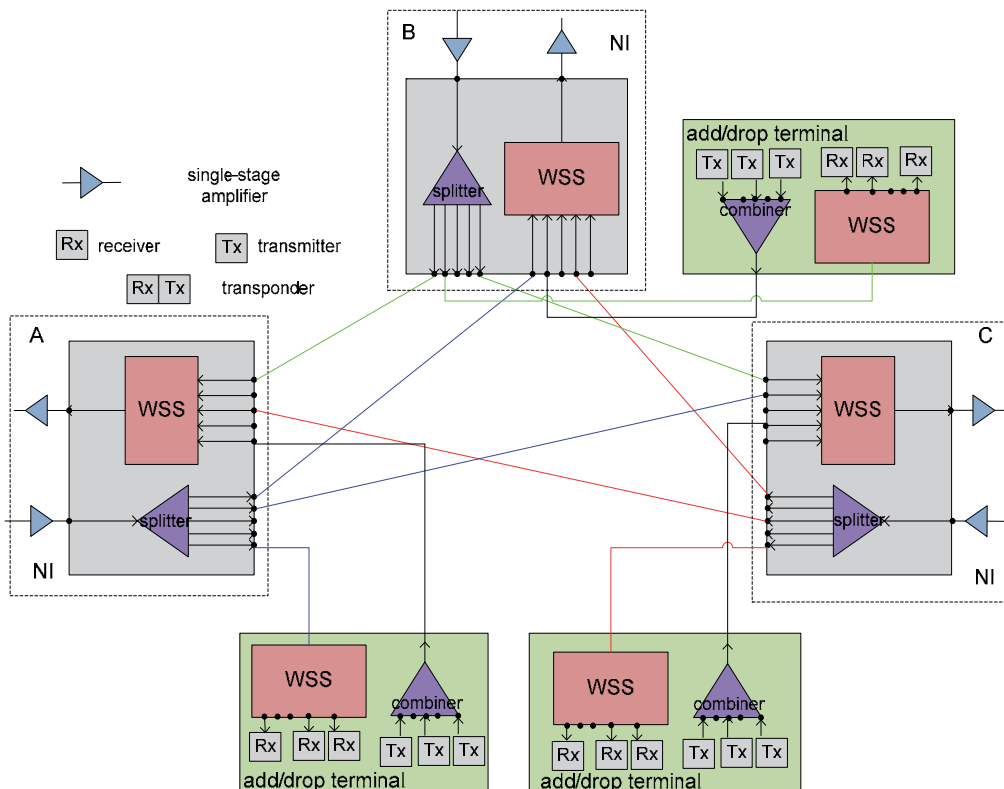 B
NI
splitter
WSS
add/drop terminal
Tx Tx Tx
Rx Rx Rx
combiner
WSS
single-stage
amplifier
Rx receiver
Tx transmitter
Rx Tx transponder
A
WSS
splitter
NI
C
WSS
splitter
NI
WSS
combiner
Rx Rx Rx
Tx Tx Tx
add/drop terminal
WSS
combiner
Rx Rx Rx
Tx Tx Tx
add/drop terminal